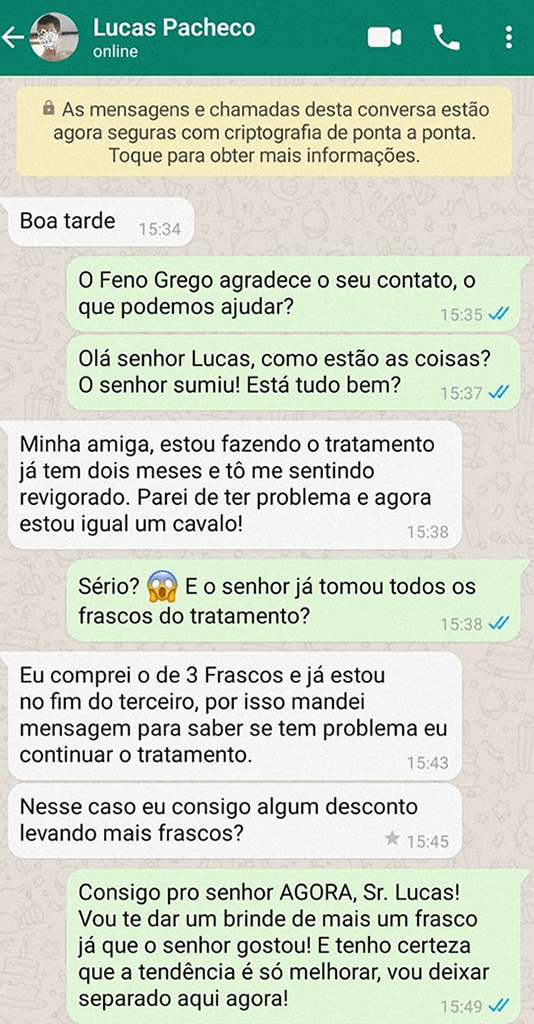 Lucas Pacheco
online
As mensagens e chamadas desta conversa estão
agora seguras com criptografia de ponta a ponta.
Toque para obter mais informações.
Boa tarde 15:34
O Feno Grego agradece o seu contato, o
que podemos ajudar?
15:35
Olá senhor Lucas, como estão as coisas?
O senhor sumiu! Está tudo bem?
15:37
Minha amiga, estou fazendo o tratamento
já tem dois meses e tô me sentindo
revigorado. Parei de ter problema e agora
estou igual um cavalo!
15:38
Sério? 😱 E o senhor já tomou todos os
frascos do tratamento?
15:38
Eu comprei o de 3 Frascos e já estou
no fim do terceiro, por isso mandei
mensagem para saber se tem problema eu
continuar o tratamento.
15:43
Nesse caso eu consigo algum desconto
levando mais frascos?
15:45
Consigo pro senhor AGORA, Sr. Lucas!
Vou te dar um brinde de mais um frasco
já que o senhor gostou! E tenho certeza
que a tendência é só melhorar, vou deixar
separado aqui agora!
15:49